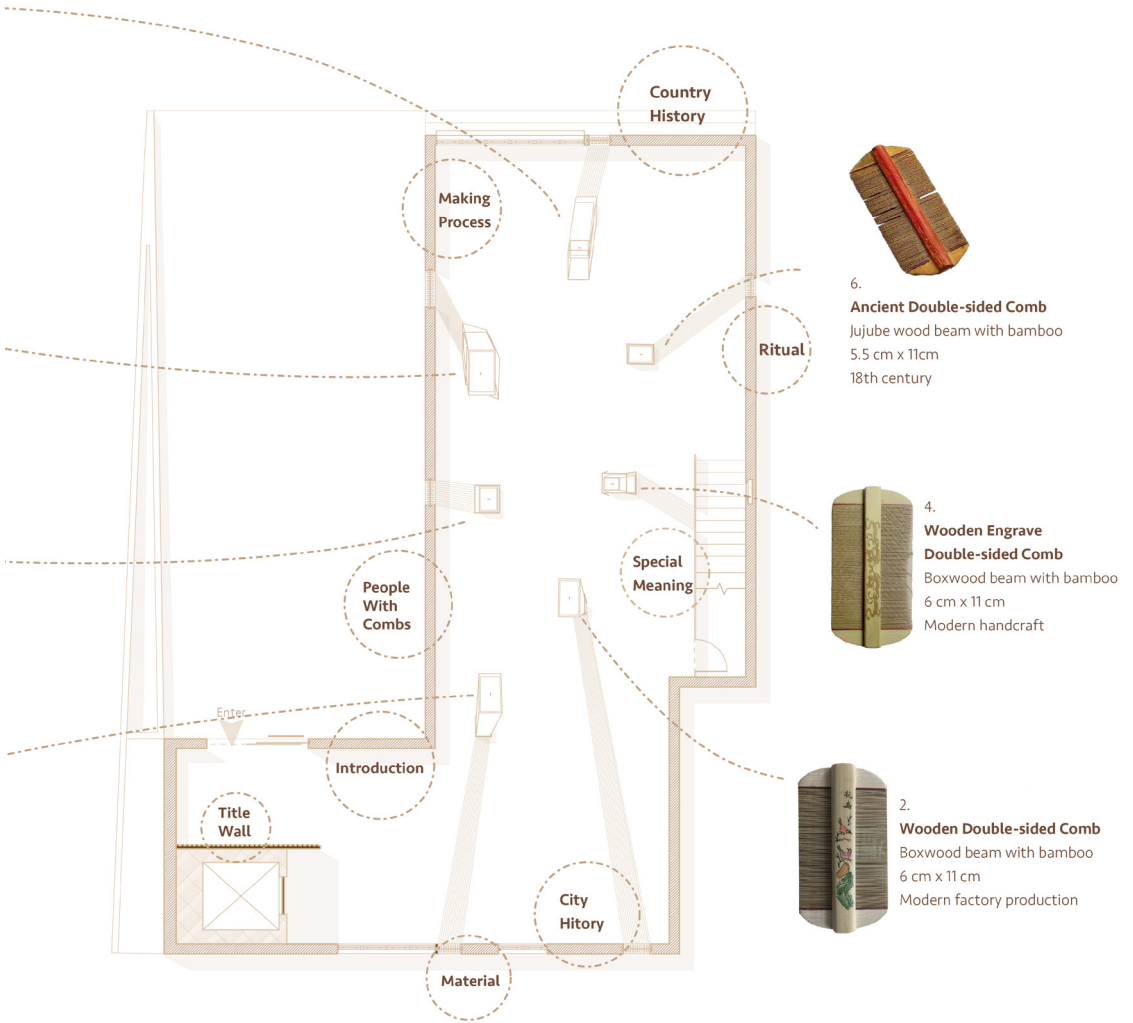 Country
History
Making
Process
6.
Ancient Double-sided Comb
Jujube wood beam with bamboo
5.5 cm x 11cm
18th century
Ritual
4.
Wooden Engrave
Double-sided Comb
Boxwood beam with bamboo
6 cm x 11 cm
Modern handcraft
Special
Meaning
People
With
Combs
Enter
Introduction
Title
Wall
2.
Wooden Double-sided Comb
Boxwood beam with bamboo
6 cm x 11 cm
Modern factory production
City
Hitory
Material